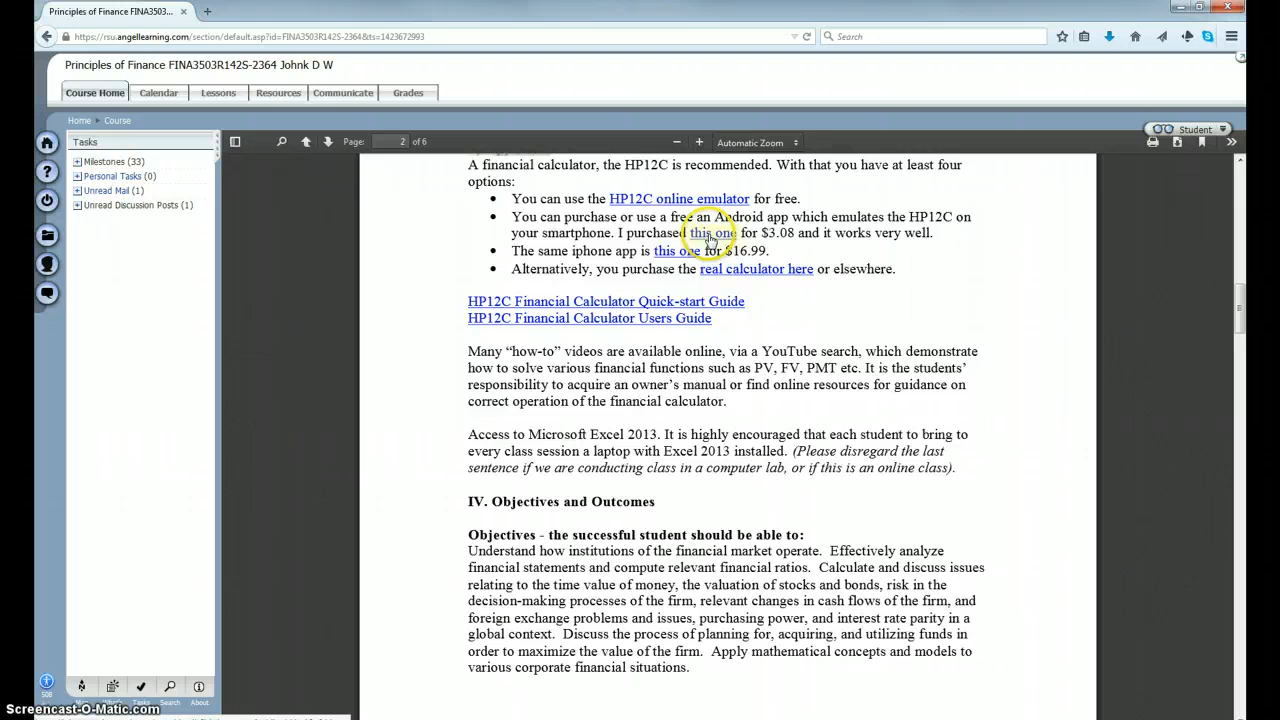 Principles of Finance FINA3503...
https://rsu.angellearning.com/section/default.asp?id=FINA3503R142S-2364&ts=1423672993
Search
Principles of Finance FINA3503R142S-2364 Johnk D W
Course Home Calendar Lessons Resources Communicate Grades
Home Course
Student
Tasks
Milestones (33)
Personal Tasks (0)
Unread Mail (1)
Unread Discussion Posts (1)
Page: 2 of 6
Automatic Zoom
A financial calculator, the HP12C is recommended. With that you have at least four
options:
• You can use the HP12C online emulator for free.
• You can purchase or use a free an Android app which emulates the HP12C on
your smartphone. I purchased this one for $3.08 and it works very well.
• The same iphone app is this one for $16.99.
• Alternatively, you purchase the real calculator here or elsewhere.
HP12C Financial Calculator Quick-start Guide
HP12C Financial Calculator Users Guide
Many “how-to” videos are available online, via a YouTube search, which demonstrate
how to solve various financial functions such as PV, FV, PMT etc. It is the students’
responsibility to acquire an owner’s manual or find online resources for guidance on
correct operation of the financial calculator.
Access to Microsoft Excel 2013. It is highly encouraged that each student to bring to
every class session a laptop with Excel 2013 installed. (Please disregard the last
sentence if we are conducting class in a computer lab, or if this is an online class).
IV. Objectives and Outcomes
Objectives - the successful student should be able to:
Understand how institutions of the financial market operate. Effectively analyze
financial statements and compute relevant financial ratios. Calculate and discuss issues
relating to the time value of money, the valuation of stocks and bonds, risk in the
decision-making processes of the firm, relevant changes in cash flows of the firm, and
foreign exchange problems and issues, purchasing power, and interest rate parity in a
global context. Discuss the process of planning for, acquiring, and utilizing funds in
order to maximize the value of the firm. Apply mathematical concepts and models to
various corporate financial situations.
508
Tasks Search About
Screencast-O-Matic.com